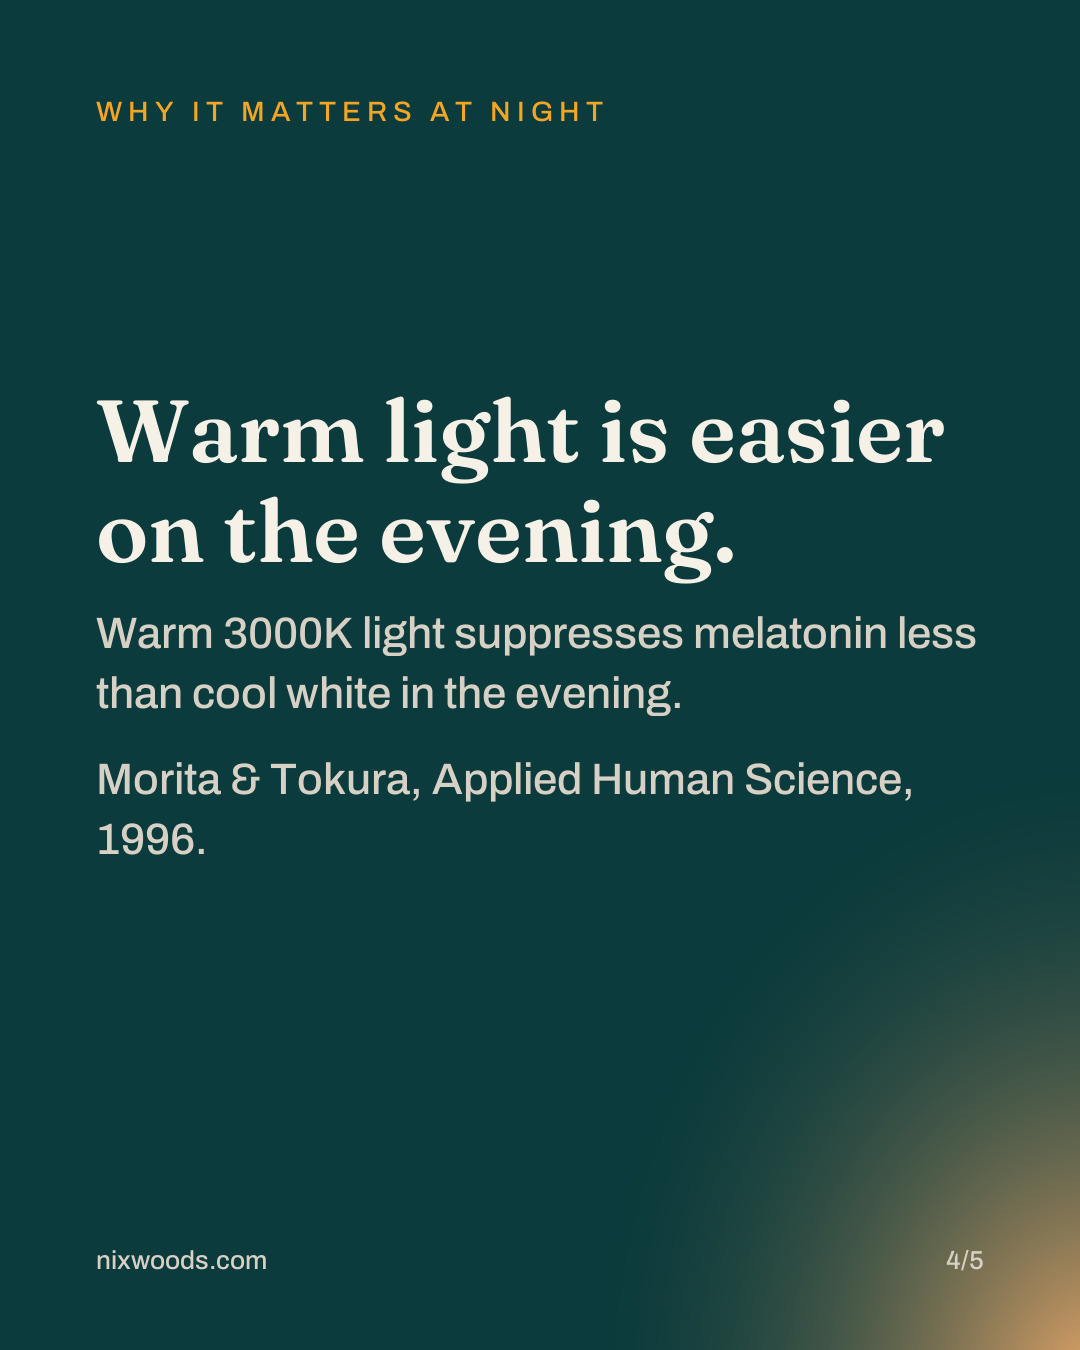 WHY IT MATTERS AT NIGHT
Warm light is easier
on the evening.
Warm 3000K light suppresses melatonin less
than cool white in the evening.
Morita & Tokura, Applied Human Science,
1996.
nixwoods.com
4/5